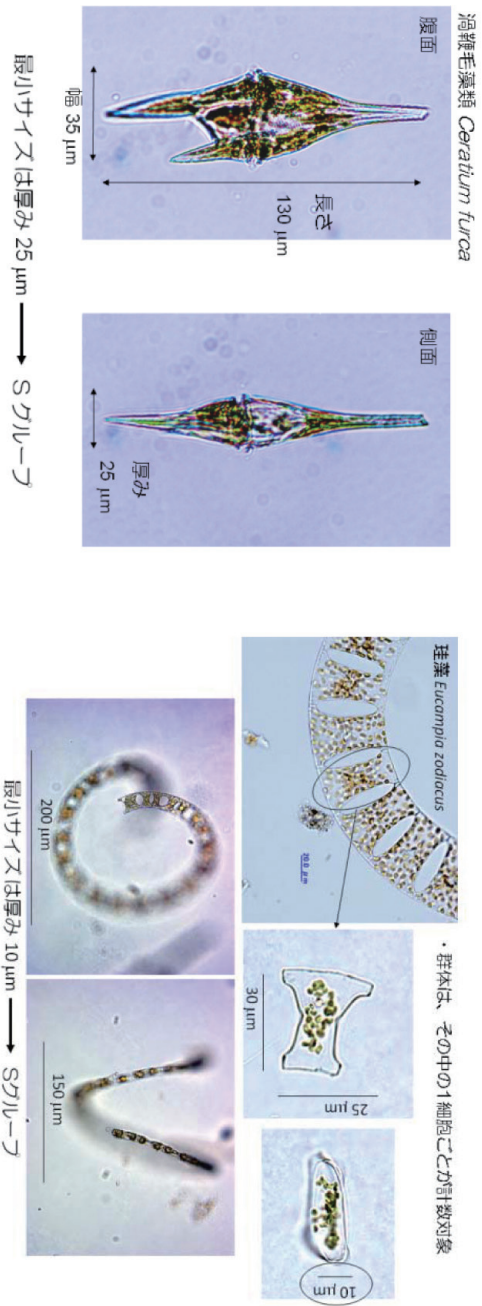 渦鞭毛藻類 Ceratium furca
腹面
長さ
130 μm
幅 35 μm
側面
厚み
25 μm
最小サイズは厚み 25 μm → S グループ
珪藻 Eucampia zodiacus
20.0 μm
・群体は、その中の1細胞ごとが計数対象
30 μm
25 μm
10 μm
200 μm
150 μm
最小サイズは厚み 10 μm → Sグループ